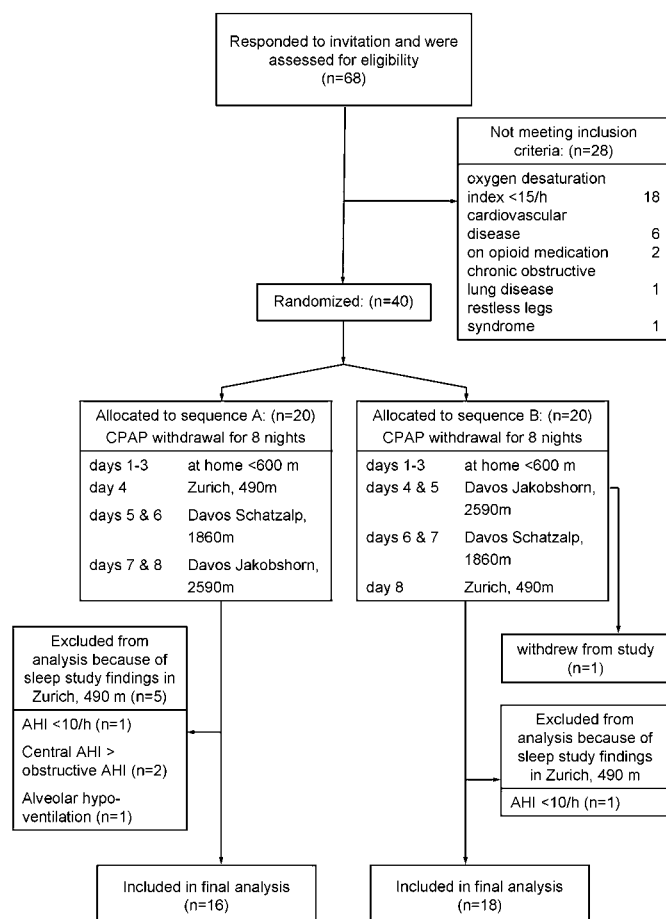 Responded to invitation and were
assessed for eligibility
(n=68)
Not meeting inclusion
criteria: (n=28)
oxygen desaturation
index <15/h 18
cardiovascular
disease 6
on opioid medication 2
chronic obstructive
lung disease 1
restless legs
syndrome 1
Randomized: (n=40)
Allocated to sequence A: (n=20)
CPAP withdrawal for 8 nights
days 1-3 at home <600 m
day 4 Zurich, 490m
days 5 & 6 Davos Schatzalp,
1860m
days 7 & 8 Davos Jakobshorn,
2590m
Allocated to sequence B: (n=20)
CPAP withdrawal for 8 nights
days 1-3 at home <600 m
days 4 & 5 Davos Jakobshorn,
2590m
days 6 & 7 Davos Schatzalp,
1860m
day 8 Zurich, 490m
Excluded from
analysis because of
sleep study findings in
Zurich, 490 m (n=5)
AHI <10/h (n=1)
Central AHI >
obstructive AHI (n=2)
Alveolar hypo-
ventilation (n=1)
withdrew from study
(n=1)
Excluded from
analysis because of
sleep study findings
in Zurich, 490 m
AHI <10/h (n=1)
Included in final analysis
(n=16)
Included in final analysis
(n=18)